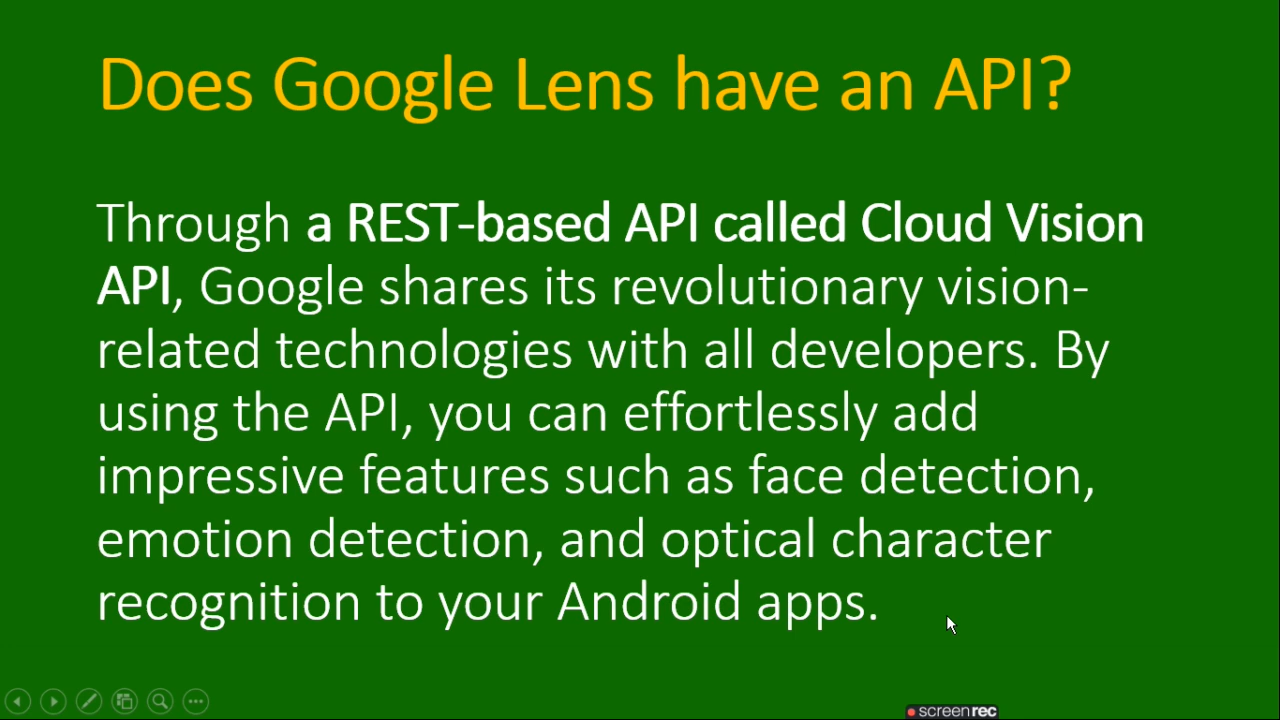 Does Google Lens have an API?
Through a REST-based API called Cloud Vision
API, Google shares its revolutionary vision-
related technologies with all developers. By
using the API, you can effortlessly add
impressive features such as face detection,
emotion detection, and optical character
recognition to your Android apps.
screenrec